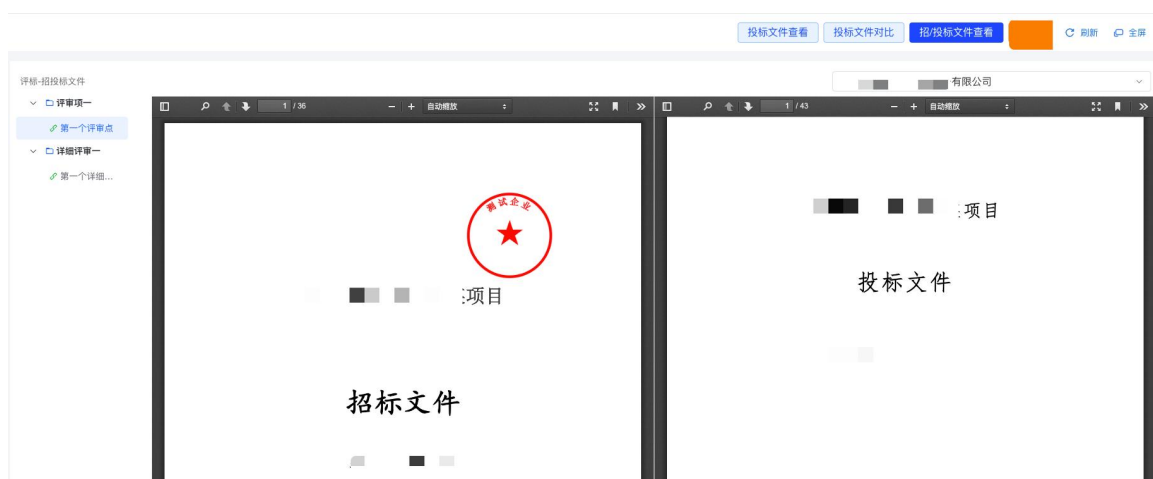 投标文件查看 投标文件对比 招/投标文件查看 刷新 全屏
评标-招投标文件
有限公司
评审项一
第一个评审点
详细评审一
第一个详细...
1 / 36 自动缩放
测试企业
项目
招标文件
1 / 43 自动缩放
项目
投标文件